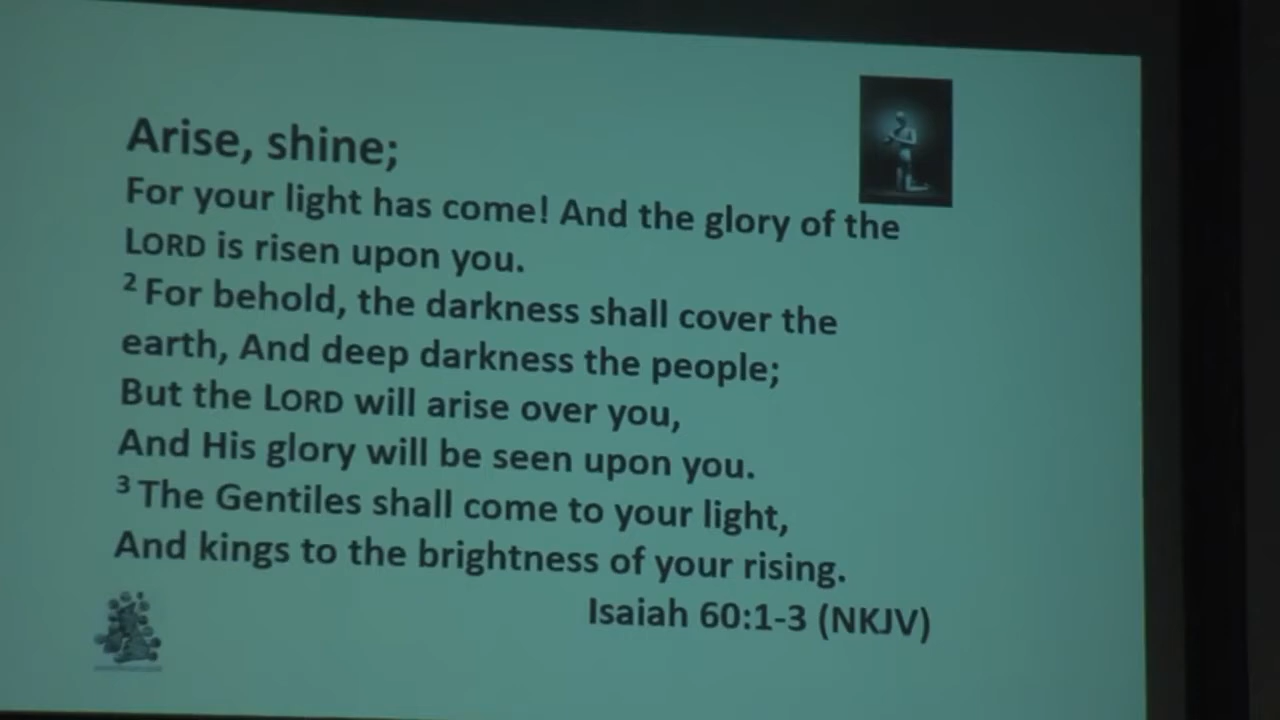 Arise, shine;
For your light has come! And the glory of the
LORD is risen upon you.
2 For behold, the darkness shall cover the
earth, And deep darkness the people;
But the LORD will arise over you,
And His glory will be seen upon you.
3 The Gentiles shall come to your light,
And kings to the brightness of your rising.
Isaiah 60:1-3 (NKJV)